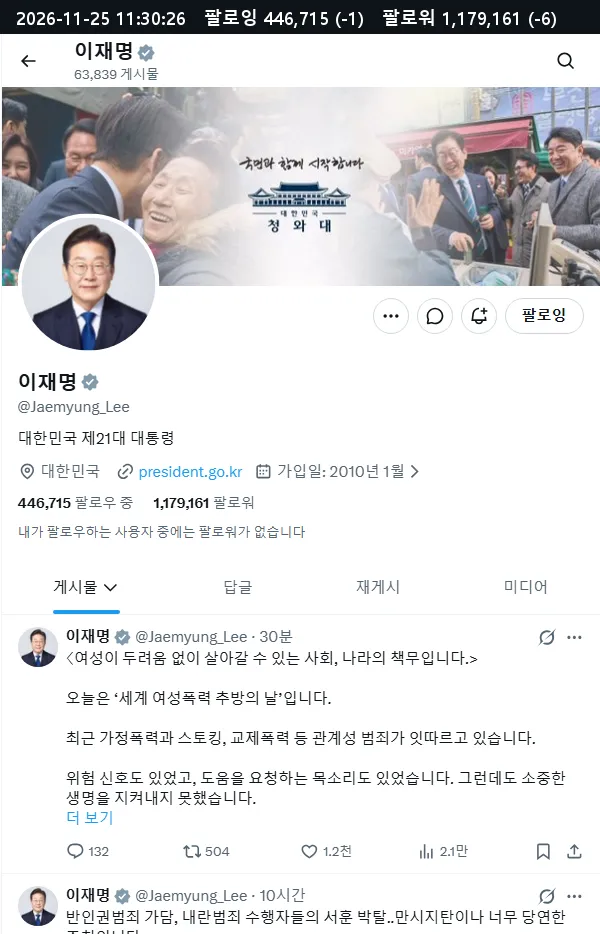 2026-11-25 11:30:26 팔로잉 446,715 (-1) 팔로워 1,179,161 (-6)
이재명
63,839 게시물
국민과 함께 시작합니다
대한민국
청와대
팔로잉
이재명
@Jaemyung_Lee
대한민국 제21대 대통령
대한민국 president.go.kr 가입일: 2010년 1월
446,715 팔로우 중 1,179,161 팔로워
내가 팔로우하는 사용자 중에는 팔로워가 없습니다
게시물 답글 재게시 미디어
이재명 @Jaemyung_Lee · 30분
<여성이 두려움 없이 살아갈 수 있는 사회, 나라의 책무입니다.>
오늘은 ‘세계 여성폭력 추방의 날’입니다.
최근 가정폭력과 스토킹, 교제폭력 등 관계성 범죄가 잇따르고 있습니다.
위험 신호도 있었고, 도움을 요청하는 목소리도 있었습니다. 그런데도 소중한
생명을 지켜내지 못했습니다.
더 보기
132 504 1.2천 2.1만
이재명 @Jaemyung_Lee · 10시간
반인권범죄 가담, 내란범죄 수행자들의 서훈 박탈..만시지탄이나 너무 당연한